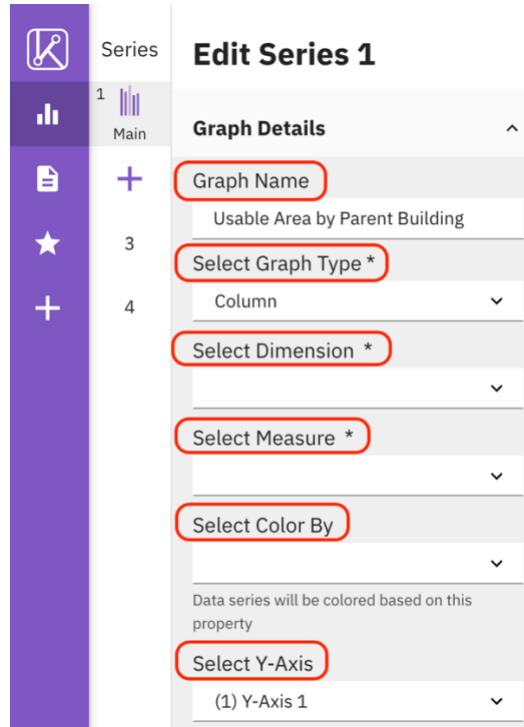 Series
1
Main
3
4
Edit Series 1
Graph Details
Graph Name
Usable Area by Parent Building
Select Graph Type *
Column
Select Dimension *
Select Measure *
Select Color By
Data series will be colored based on this
property
Select Y-Axis
(1) Y-Axis 1